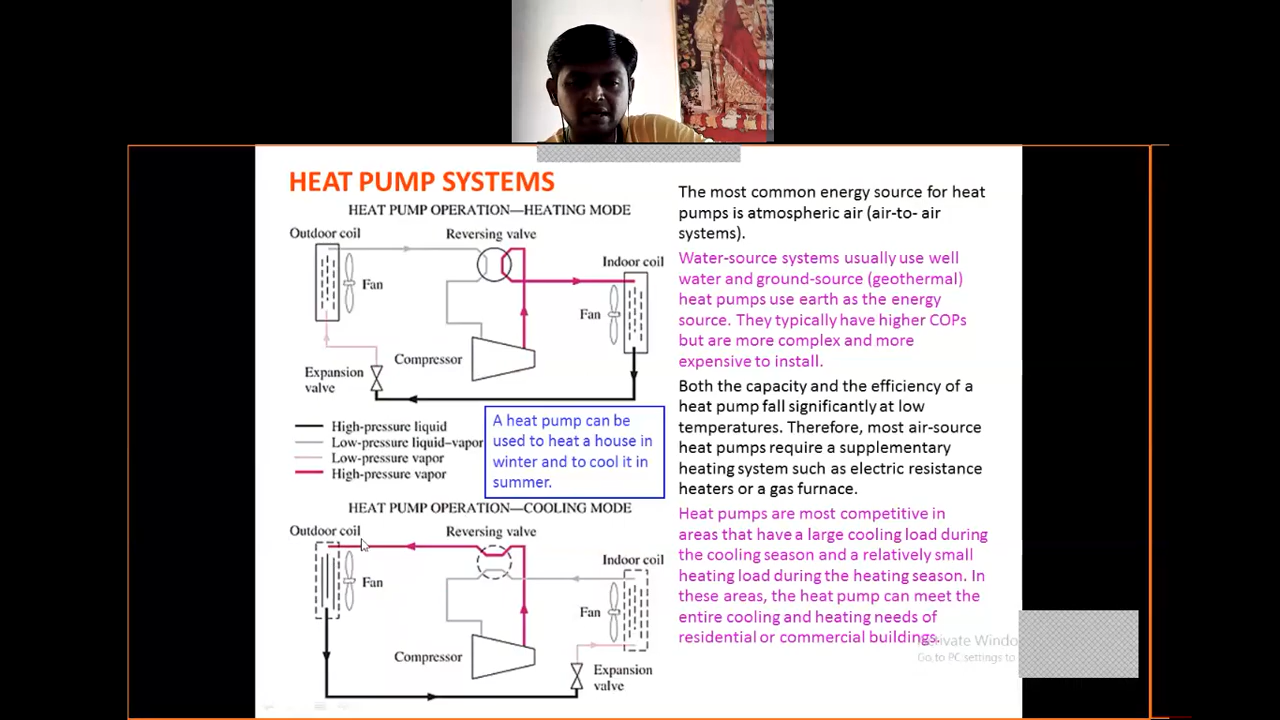 HEAT PUMP SYSTEMS
HEAT PUMP OPERATION—HEATING MODE
Outdoor coil
Reversing valve
Indoor coil
Fan
Fan
Compressor
Expansion
valve
High-pressure liquid
Low-pressure liquid–vapor
Low-pressure vapor
High-pressure vapor
A heat pump can be
used to heat a house in
winter and to cool it in
summer.
HEAT PUMP OPERATION—COOLING MODE
Outdoor coil
Reversing valve
Indoor coil
Fan
Fan
Compressor
Expansion
valve
The most common energy source for heat
pumps is atmospheric air (air-to- air
systems).
Water-source systems usually use well
water and ground-source (geothermal)
heat pumps use earth as the energy
source. They typically have higher COPs
but are more complex and more
expensive to install.
Both the capacity and the efficiency of a
heat pump fall significantly at low
temperatures. Therefore, most air-source
heat pumps require a supplementary
heating system such as electric resistance
heaters or a gas furnace.
Heat pumps are most competitive in
areas that have a large cooling load during
the cooling season and a relatively small
heating load during the heating season. In
these areas, the heat pump can meet the
entire cooling and heating needs of
residential or commercial buildings.
Go to PC settings to